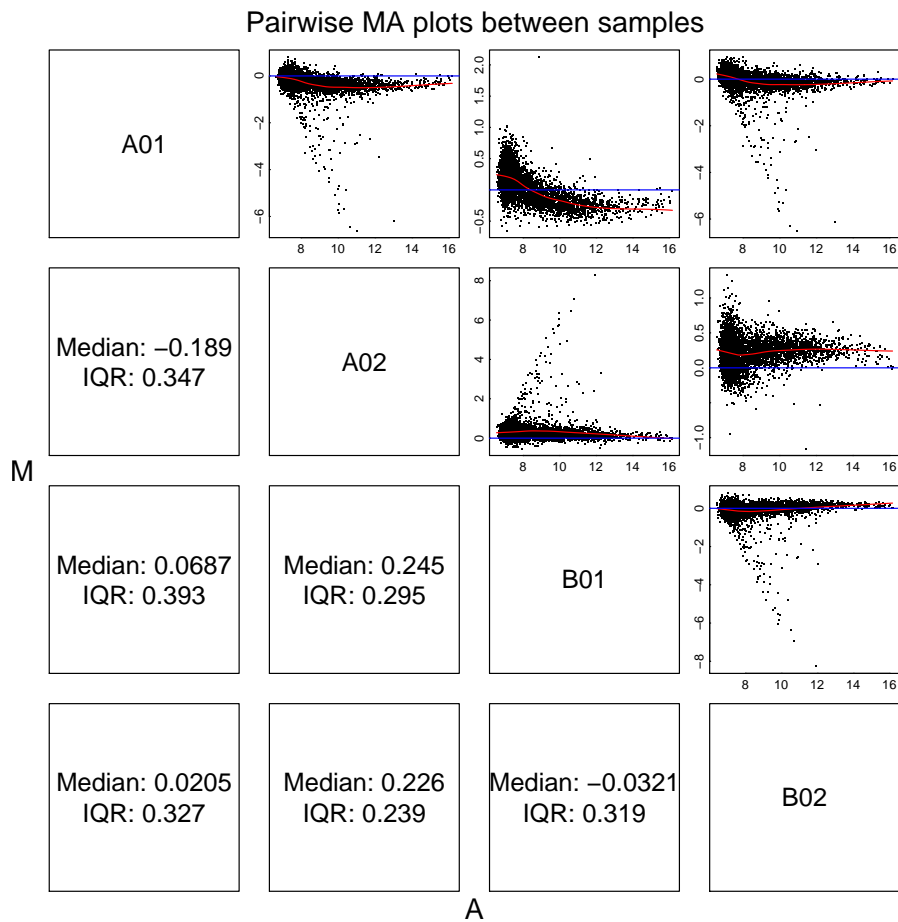 Pairwise MA plots between samples
A01
0
−2
−4
−6
8 10 12 14 16
2.0
1.5
1.0
0.5
−0.5
8 10 12 14 16
0
−2
−4
−6
8 10 12 14 16
Median: −0.189
IQR: 0.347
A02
8
6
4
2
0
8 10 12 14 16
1.0
0.5
0.0
−1.0
8 10 12 14 16
M
Median: 0.0687
IQR: 0.393
Median: 0.245
IQR: 0.295
B01
0
−2
−4
−6
−8
8 10 12 14 16
Median: 0.0205
IQR: 0.327
Median: 0.226
IQR: 0.239
Median: −0.0321
IQR: 0.319
B02
A